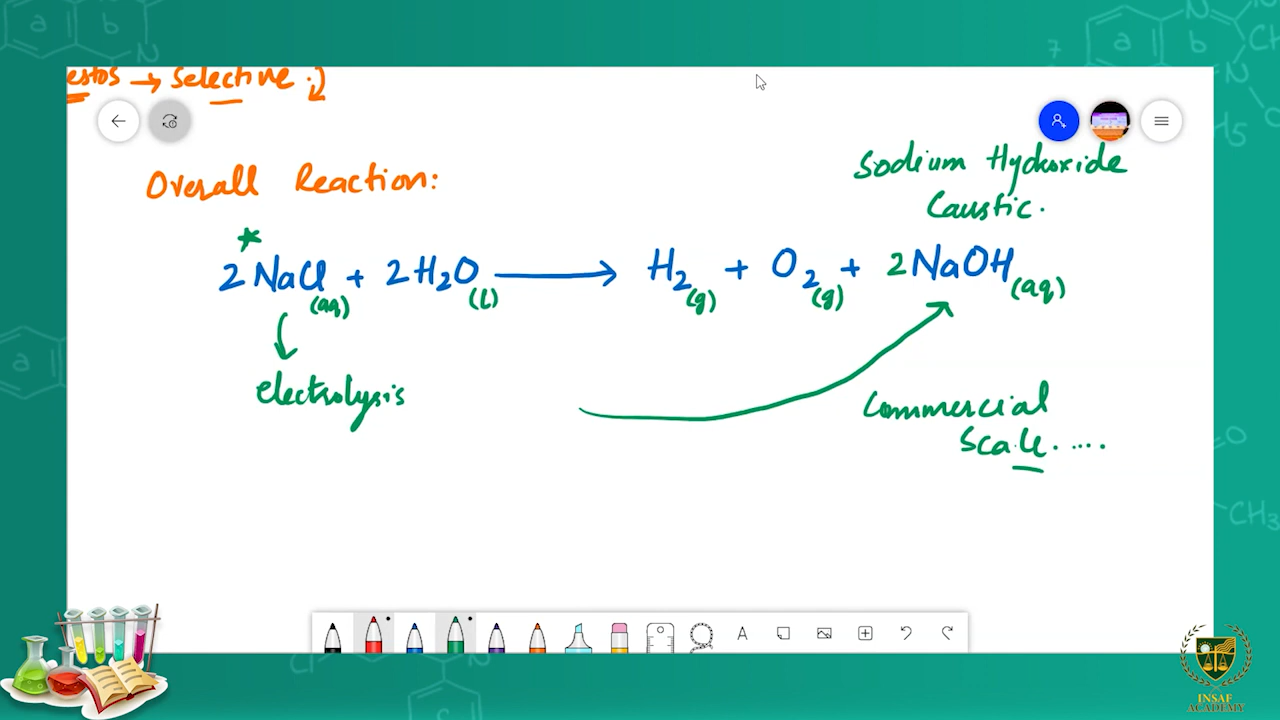 estos → Selective .
Overall Reaction:
Sodium Hydroxide
Caustic.
2NaCl(aq) + 2H2O(l) → H2(g) + O2(g) + 2NaOH(aq)
electrolysis
Commercial
Scale. ....
A
INSAF
ACADEMY